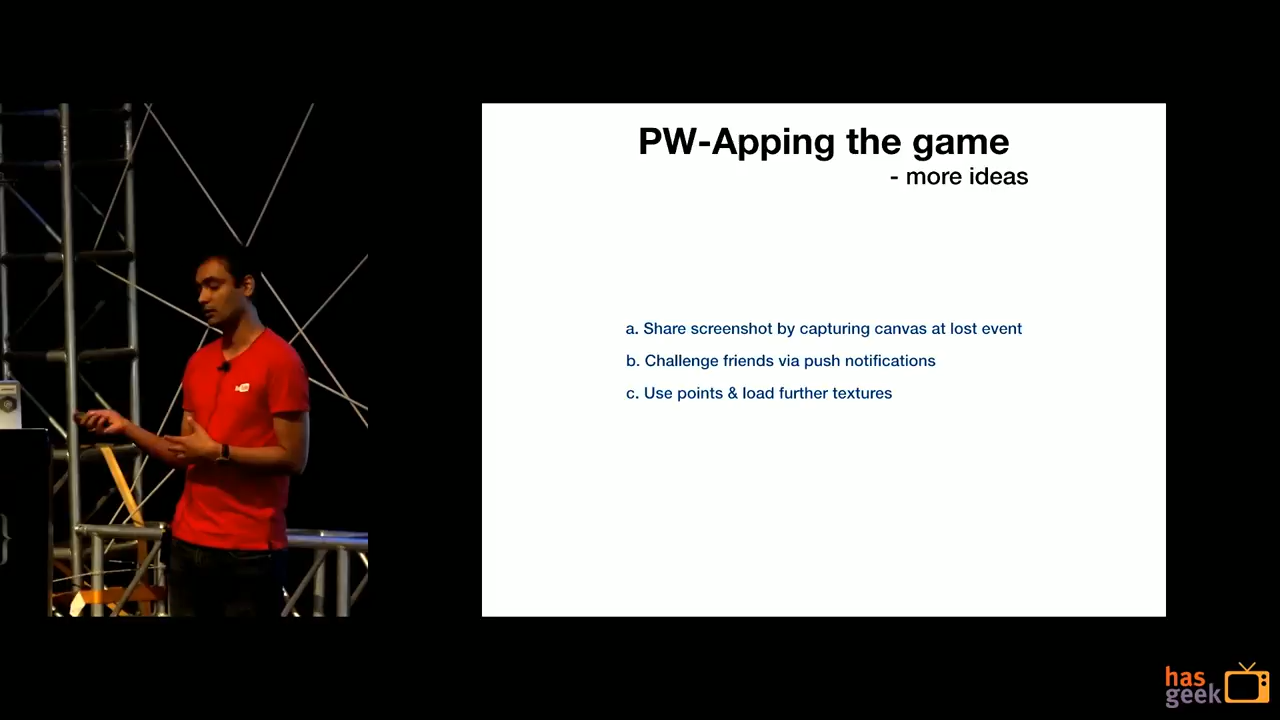 PW-Apping the game
- more ideas
a. Share screenshot by capturing canvas at lost event
b. Challenge friends via push notifications
c. Use points & load further textures
has
geek